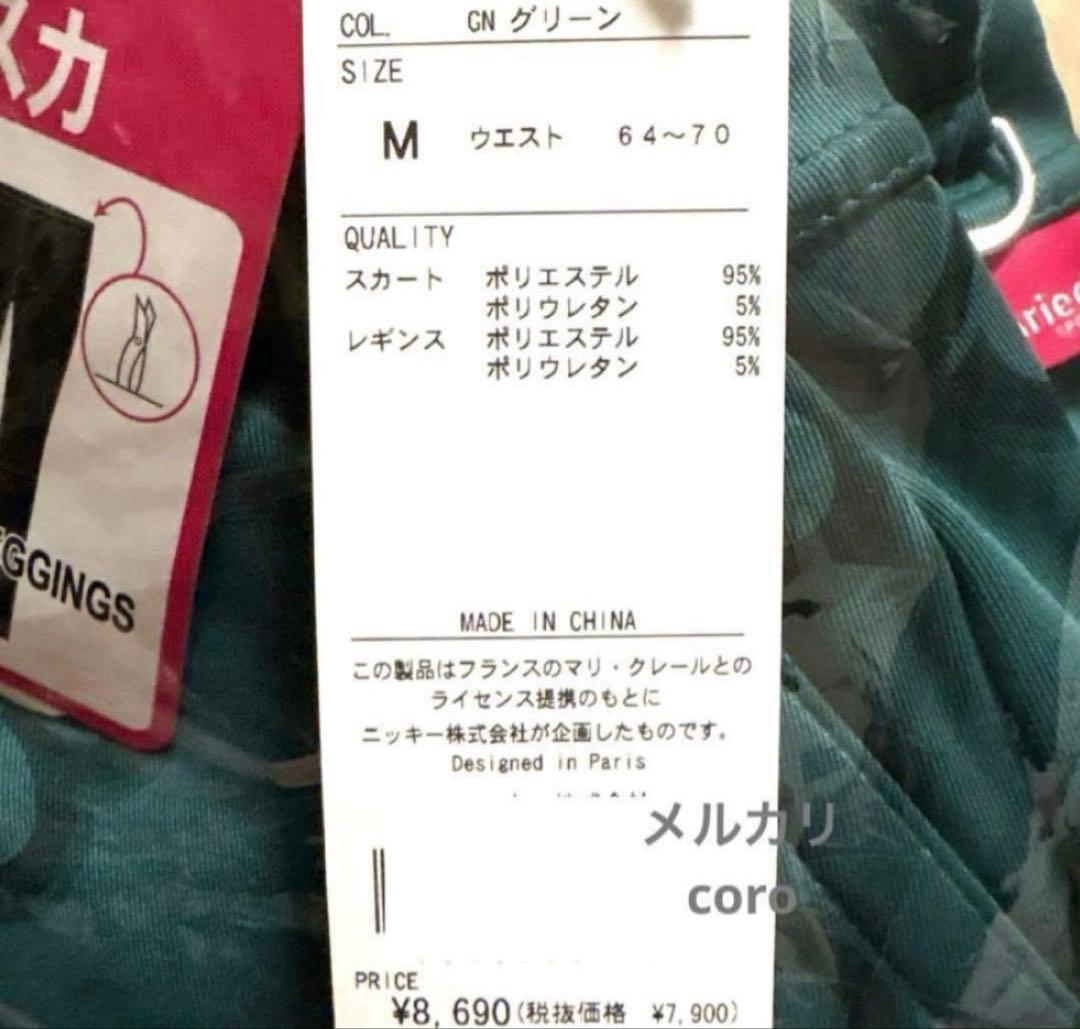 スカ
GGINGS
COL. GN グリーン
SIZE
M ウエスト 64～70
QUALITY
スカート ポリエステル 95%
ポリウレタン 5%
レギンス ポリエステル 95%
ポリウレタン 5%
MADE IN CHINA
この製品はフランスのマリ・クレールとの
ライセンス提携のもとに
ニッキー株式会社が企画したものです。
Designed in Paris
メルカリ
coro
PRICE
¥8,690(税抜価格 ¥7,900)